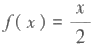 f(x) = x/2